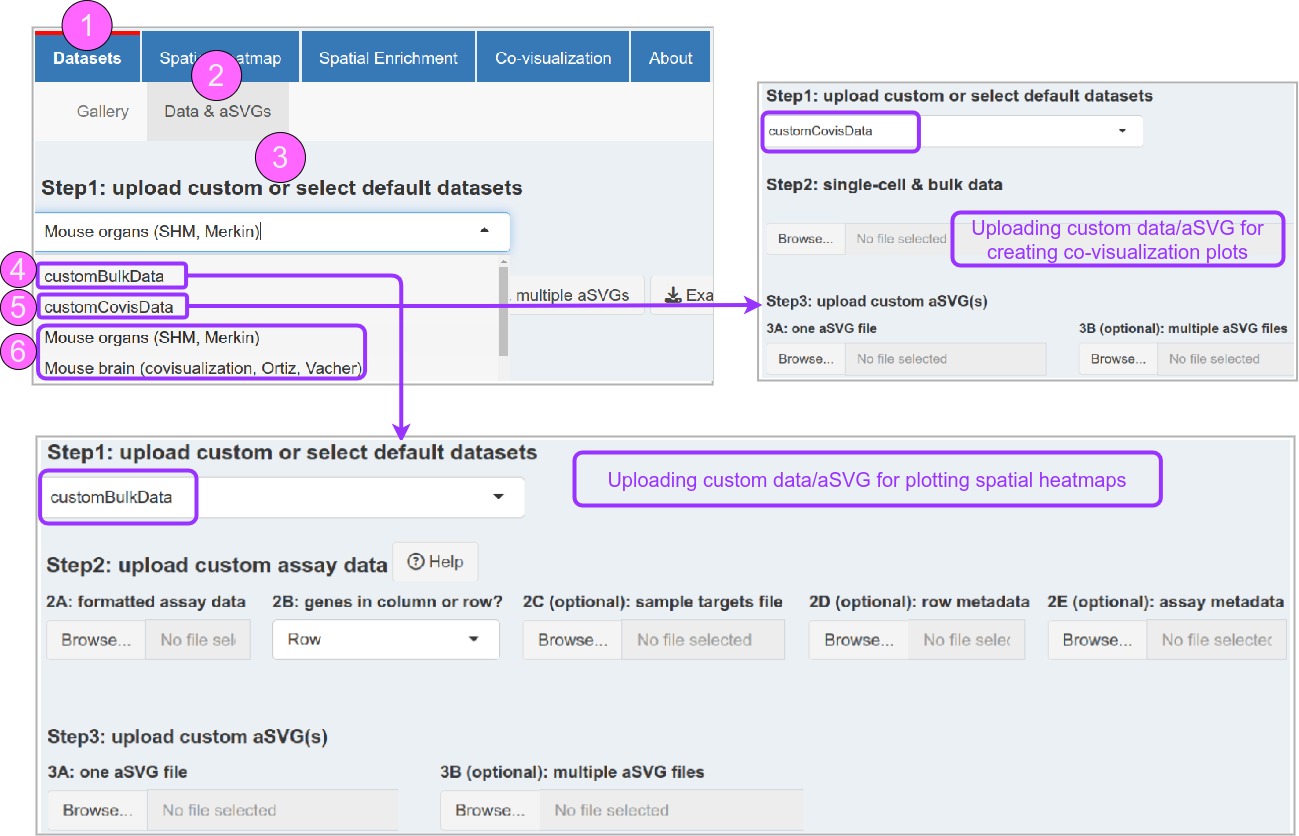 1
Datasets
Spatial Heatmap
Spatial Enrichment
Co-visualization
About
2
Gallery
Data & aSVGs
3
Step1: upload custom or select default datasets
Mouse organs (SHM, Merkin)
4
customBulkData
5
customCovisData
multiple aSVGs
Exa
6
Mouse organs (SHM, Merkin)
Mouse brain (covisualization, Ortiz, Vacher)
Step1: upload custom or select default datasets
customCovisData
Step2: single-cell & bulk data
Browse...
No file selected
Uploading custom data/aSVG for
creating co-visualization plots
Step3: upload custom aSVG(s)
3A: one aSVG file
3B (optional): multiple aSVG files
Browse...
No file selected
Browse...
No file selected
Step1: upload custom or select default datasets
Uploading custom data/aSVG for plotting spatial heatmaps
customBulkData
Step2: upload custom assay data
Help
2A: formatted assay data
2B: genes in column or row?
2C (optional): sample targets file
2D (optional): row metadata
2E (optional): assay metadata
Browse...
No file sel
Row
Browse...
No file selected
Browse...
No file selec
Browse...
No file selectec
Step3: upload custom aSVG(s)
3A: one aSVG file
3B (optional): multiple aSVG files
Browse...
No file selected
Browse...
No file selected